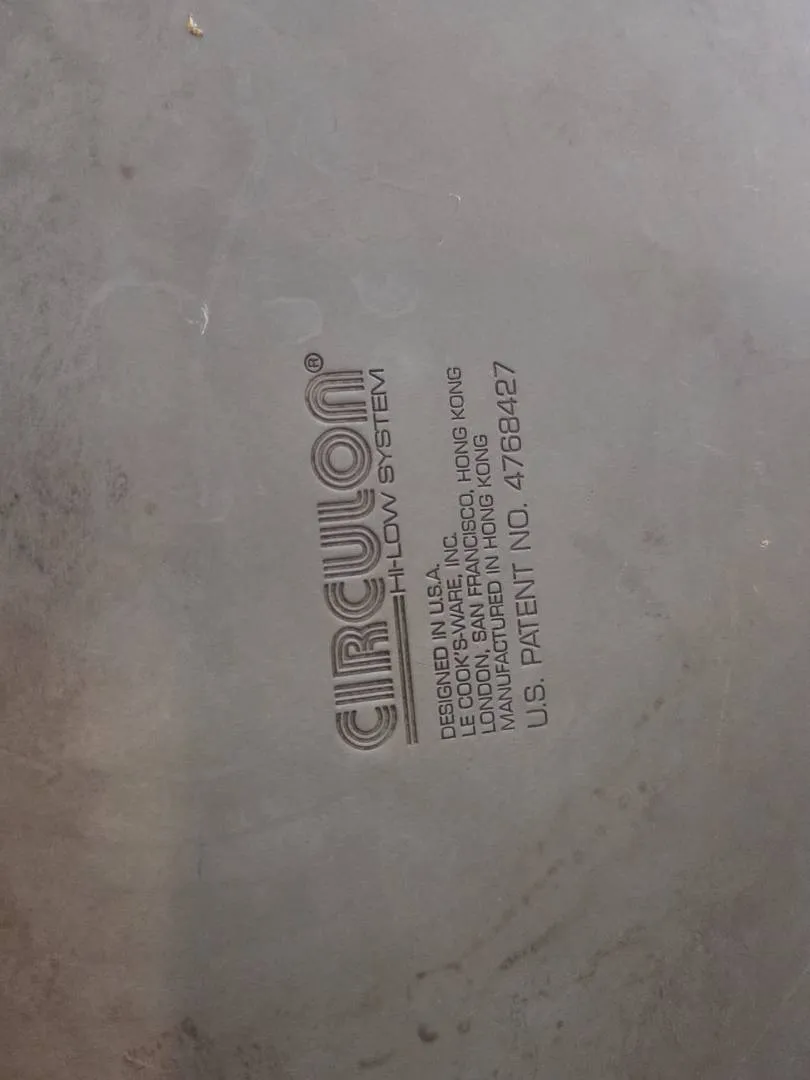 CIRCULON®
HI-LOW SYSTEM
DESIGNED IN U.S.A.
LE COOK'S-WARE, INC.
LONDON, SAN FRANCISCO, HONG KONG
MANUFACTURED IN HONG KONG
U.S. PATENT NO. 4768427